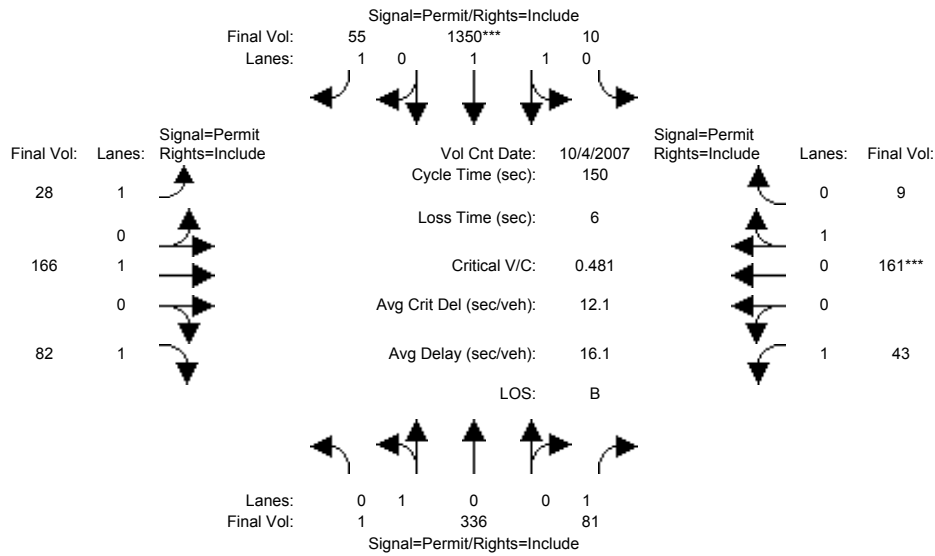 Signal=Permit/Rights=Include
Final Vol: 55 1350*** 10
Lanes: 1 0 1 1 0
Signal=Permit
Final Vol: Lanes: Rights=Include
Vol Cnt Date: 10/4/2007
Signal=Permit
Rights=Include Lanes: Final Vol:
Cycle Time (sec): 150
28 1
0 9
Loss Time (sec): 6
0
1
166 1
Critical V/C: 0.481
0 161***
0
Avg Crit Del (sec/veh): 12.1
0
82 1
Avg Delay (sec/veh): 16.1
1 43
LOS: B
Lanes: 0 1 0 0 1
Final Vol: 1 336 81
Signal=Permit/Rights=Include